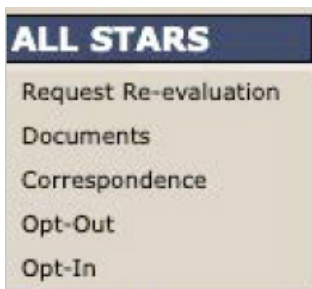 ALL STARS
Request Re-evaluation
Documents
Correspondence
Opt-Out
Opt-In